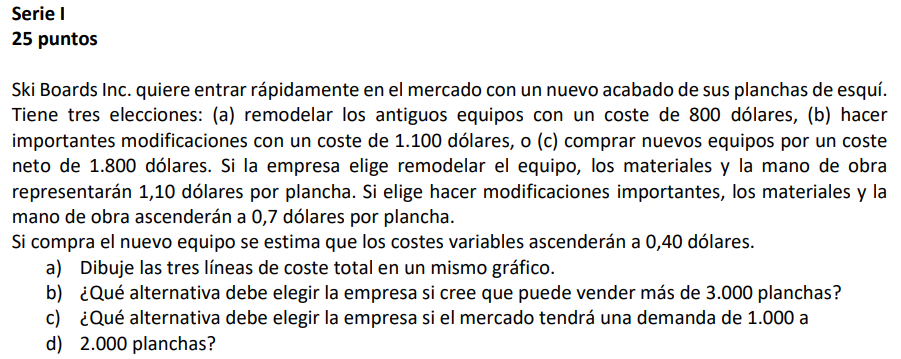 Serie I
25 puntos
Ski Boards Inc. quiere entrar rápidamente en el mercado con un nuevo acabado de sus planchas de esquí.
Tiene tres elecciones: (a) remodelar los antiguos equipos con un coste de 800 dólares, (b) hacer
importantes modificaciones con un coste de 1.100 dólares, o (c) comprar nuevos equipos por un coste
neto de 1.800 dólares. Si la empresa elige remodelar el equipo, los materiales y la mano de obra
representarán 1,10 dólares por plancha. Si elige hacer modificaciones importantes, los materiales y la
mano de obra ascenderán a 0,7 dólares por plancha.
Si compra el nuevo equipo se estima que los costes variables ascenderán a 0,40 dólares.
a) Dibuje las tres líneas de coste total en un mismo gráfico.
b) ¿Qué alternativa debe elegir la empresa si cree que puede vender más de 3.000 planchas?
c) ¿Qué alternativa debe elegir la empresa si el mercado tendrá una demanda de 1.000 a
d) 2.000 planchas?